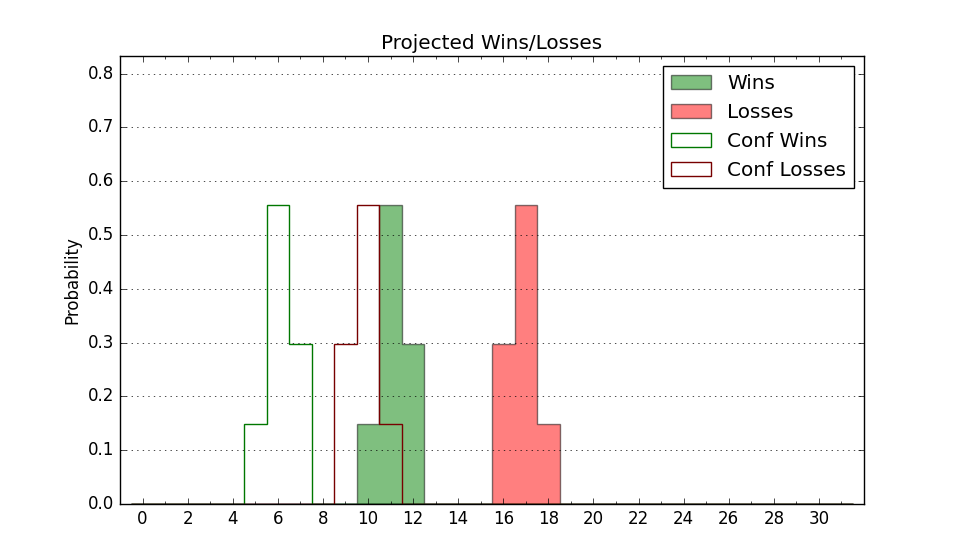 Projected Wins/Losses
0.8
0.7
0.6
0.5
0.4
0.3
0.2
0.1
0.0
Probability
Wins
Losses
Conf Wins
Conf Losses
0 2 4 6 8 10 12 14 16 18 20 22 24 26 28 30